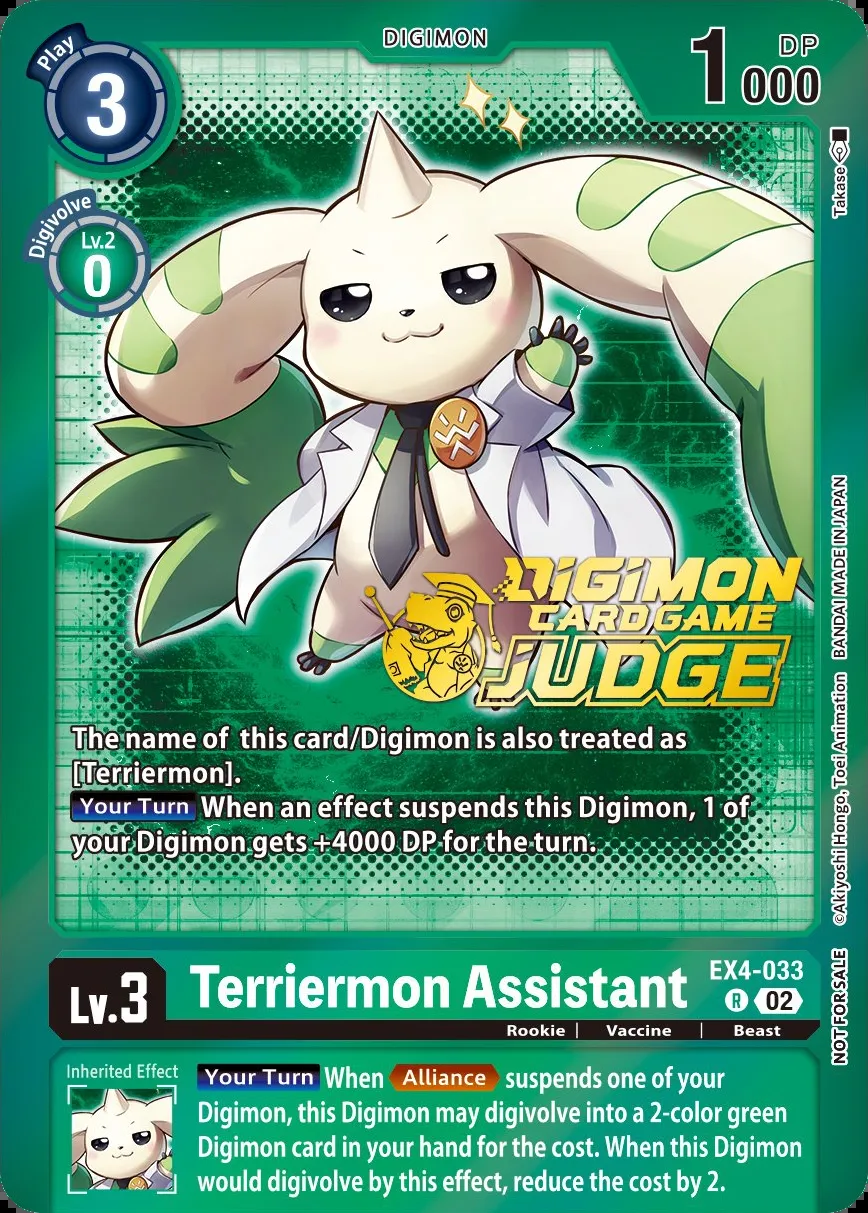 DIGIMON
Play
3
1000
DP
Digivolve
Lv.2
0
Takase
DIGIMON
CARD GAME
JUDGE
BANDAI MADE IN JAPAN
©Akiyoshi Hongo, Toei Animation
NOT FOR SALE
The name of this card/Digimon is also treated as
[Terriermon].
Your Turn When an effect suspends this Digimon, 1 of
your Digimon gets +4000 DP for the turn.
Lv.3
Terriermon Assistant
EX4-033
R 02
Rookie | Vaccine | Beast
Inherited Effect
Your Turn When Alliance suspends one of your
Digimon, this Digimon may digivolve into a 2-color green
Digimon card in your hand for the cost. When this Digimon
would digivolve by this effect, reduce the cost by 2.